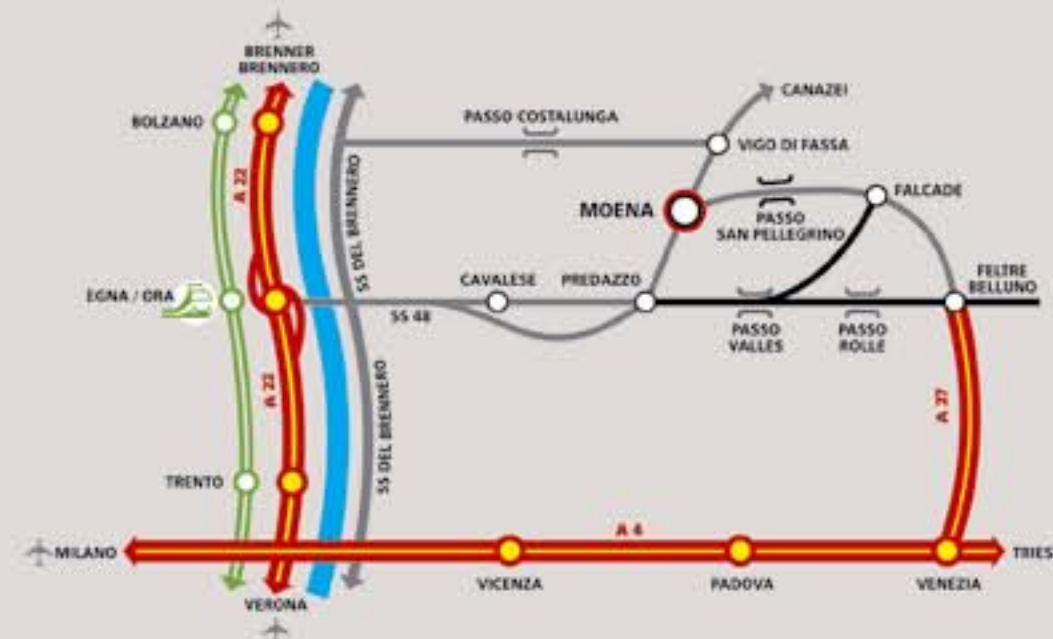 BRENNER
BRENNERO
BOLZANO
CANAZEI
PASSO COSTALUNGA
VIGO DI FASSA
A 22
SS DEL BRENNERO
MOENA
FALCADE
PASSO
SAN PELLEGRINO
EGNA / ORA
CAVALESE
PREDAZZO
FELTRE
BELLUNO
SS 48
PASSO
VALLES
PASSO
ROLLE
A 22
SS DEL BRENNERO
A 27
TRENTO
A 4
MILANO
TRIES
VICENZA
PADOVA
VENEZIA
VERONA